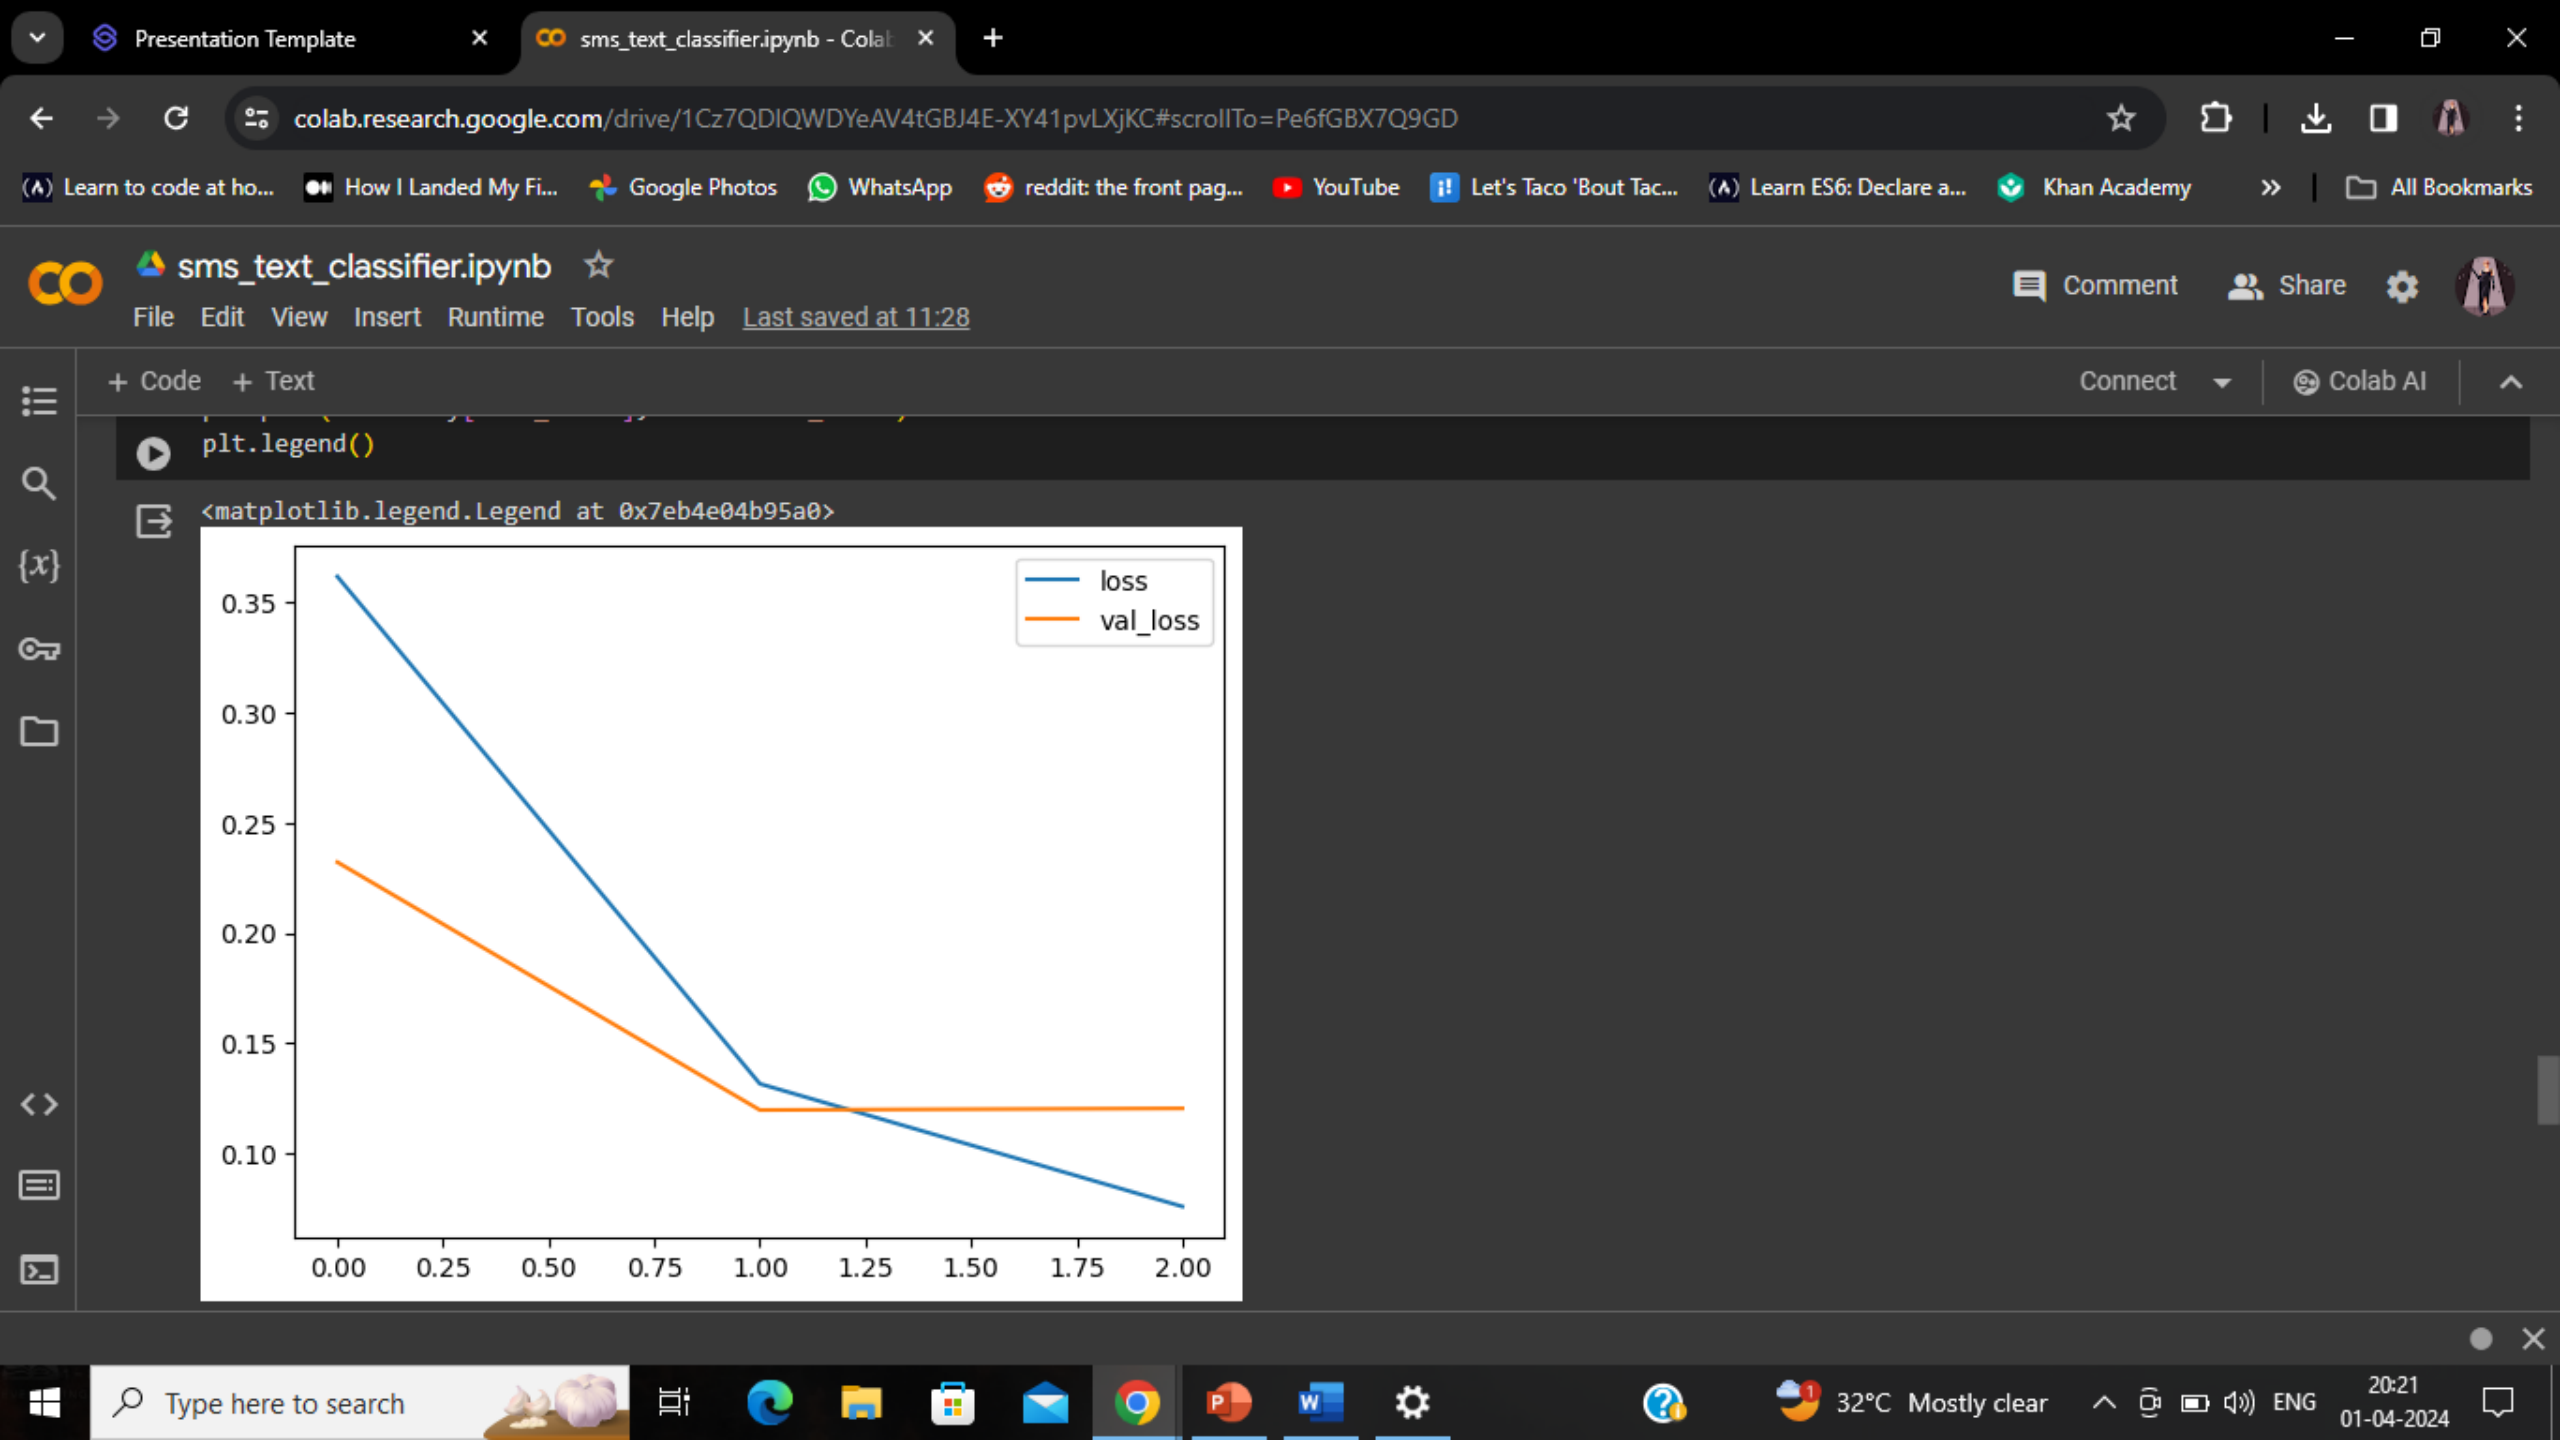 Presentation Template
sms_text_classifier.ipynb - Colab
colab.research.google.com/drive/1Cz7QDIQWDYeAV4tGBJ4E-XY41pvLXjKC#scrollTo=Pe6fGBX7Q9GD
Learn to code at ho... How I Landed My Fi... Google Photos WhatsApp reddit: the front pag... YouTube Let's Taco 'Bout Tac... Learn ES6: Declare a... Khan Academy » All Bookmarks
sms_text_classifier.ipynb
Comment Share
File Edit View Insert Runtime Tools Help Last saved at 11:28
+ Code + Text Connect Colab AI
plt.legend()
<matplotlib.legend.Legend at 0x7eb4e04b95a0>
loss
val_loss
0.35
0.30
0.25
0.20
0.15
0.10
0.00 0.25 0.50 0.75 1.00 1.25 1.50 1.75 2.00
Type here to search
32°C Mostly clear ENG
20:21
01-04-2024